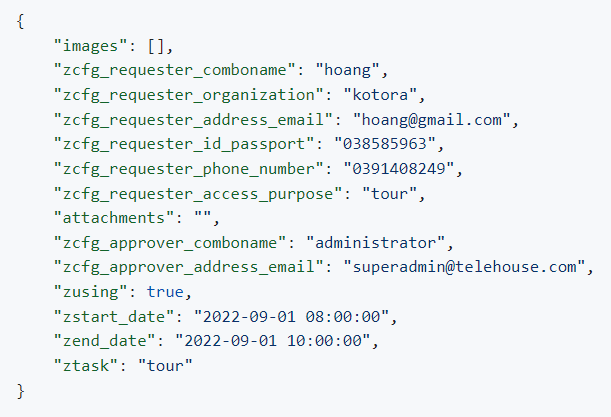 {
    "images": [],
    "zcfg_requester_comboname": "hoang",
    "zcfg_requester_organization": "kotora",
    "zcfg_requester_address_email": "hoang@gmail.com",
    "zcfg_requester_id_passport": "038585963",
    "zcfg_requester_phone_number": "0391408249",
    "zcfg_requester_access_purpose": "tour",
    "attachments": "",
    "zcfg_approver_comboname": "administrator",
    "zcfg_approver_address_email": "superadmin@telehouse.com",
    "zusing": true,
    "zstart_date": "2022-09-01 08:00:00",
    "zend_date": "2022-09-01 10:00:00",
    "ztask": "tour"
}